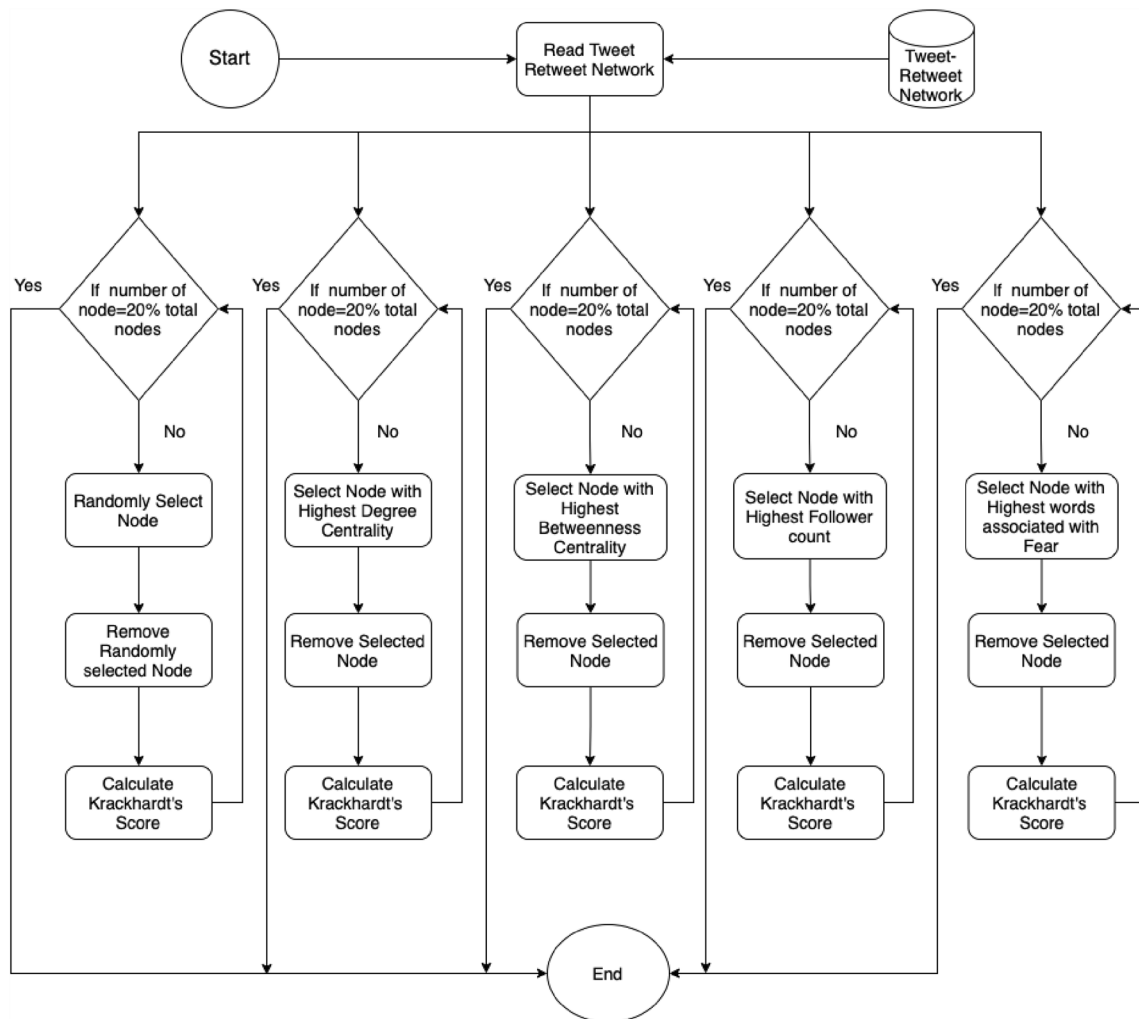 Start
Read Tweet
Retweet Network
Tweet-
Retweet
Network
Yes
If number of
node=20% total
nodes
No
Randomly Select
Node
Remove
Randomly
selected Node
Calculate
Krackhardt's
Score
Yes
If number of
node=20% total
nodes
No
Select Node with
Highest Degree
Centrality
Remove Selected
Node
Calculate
Krackhardt's
Score
Yes
If number of
node=20% total
nodes
No
Select Node with
Highest
Betweenness
Centrality
Remove Selected
Node
Calculate
Krackhardt's
Score
Yes
If number of
node=20% total
nodes
No
Select Node with
Highest Follower
count
Remove Selected
Node
Calculate
Krackhardt's
Score
Yes
If number of
node=20% total
nodes
No
Select Node with
Highest words
associated with
Fear
Remove Selected
Node
Calculate
Krackhardt's
Score
End